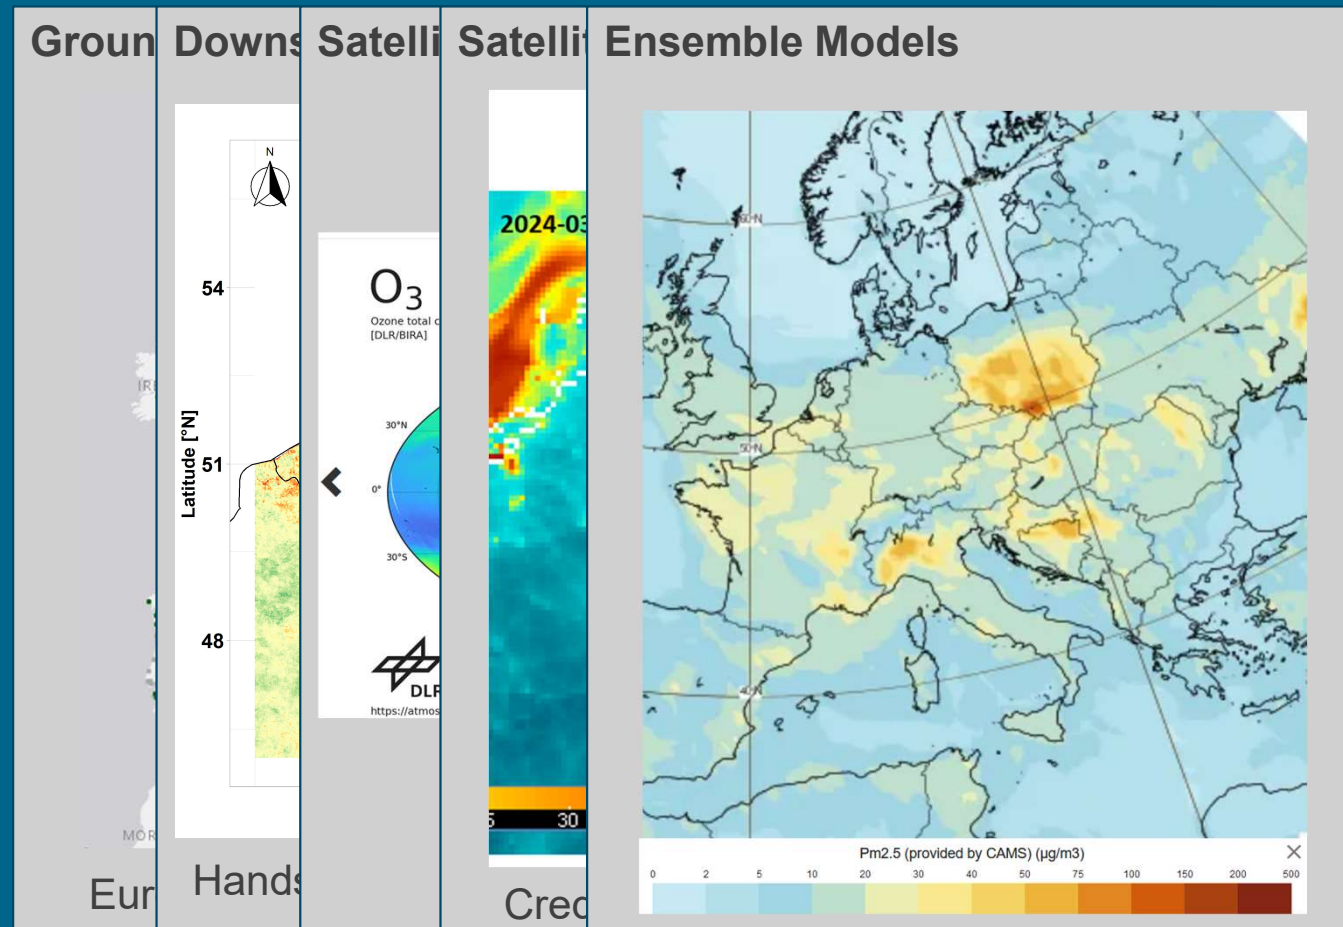 Groun
Downs
Satelli
Satellit
Ensemble Models
IRE
MOR
Eur
N
54
51
48
Latitude [°N]
Hands
O3
Ozone total c
[DLR/BIRA]
30°N
0°
30°S
DLR
https://atmos
2024-03
30
Cred
60°N
50°N
40°N
Pm2.5 (provided by CAMS) (µg/m3)
0 2 5 10 20 30 40 50 75 100 150 200 500